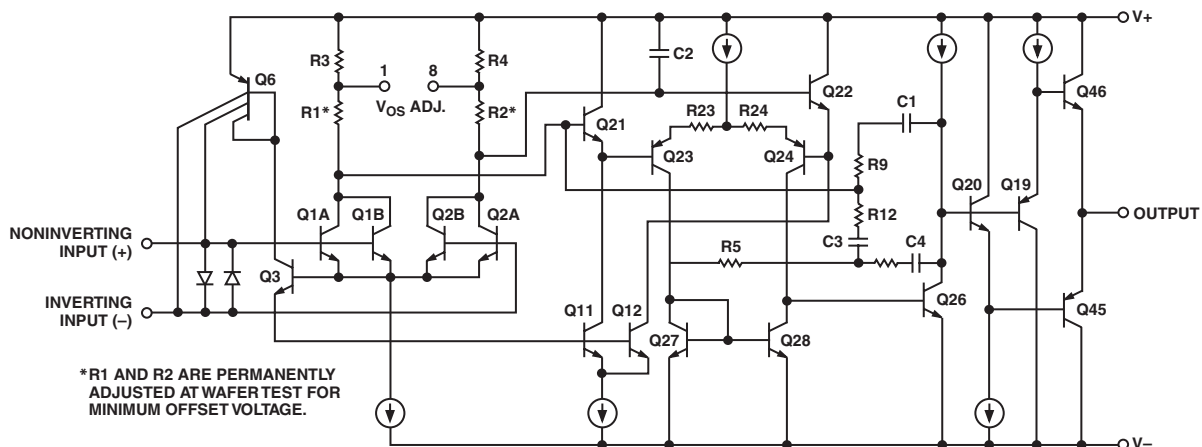 V+
Q6
R3
1
8
R4
C2
V_OS ADJ.
R1*
R2*
Q22
Q46
Q21
R23
R24
C1
Q23
Q24
R9
Q20
Q19
Q1A
Q1B
Q2B
Q2A
R12
OUTPUT
NONINVERTING
INPUT (+)
C3
C4
R5
Q3
INVERTING
INPUT (–)
Q11
Q12
Q27
Q28
Q26
Q45
*R1 AND R2 ARE PERMANENTLY
ADJUSTED AT WAFER TEST FOR
MINIMUM OFFSET VOLTAGE.
V–